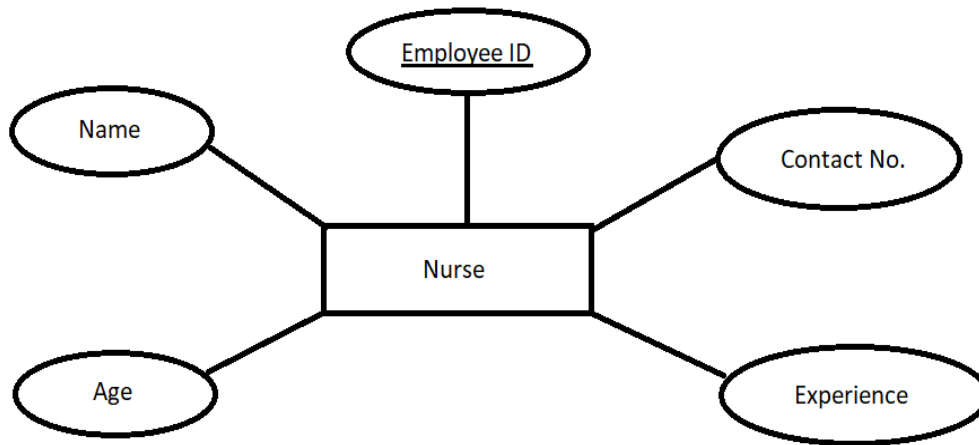 Employee ID
Name
Contact No.
Nurse
Age
Experience